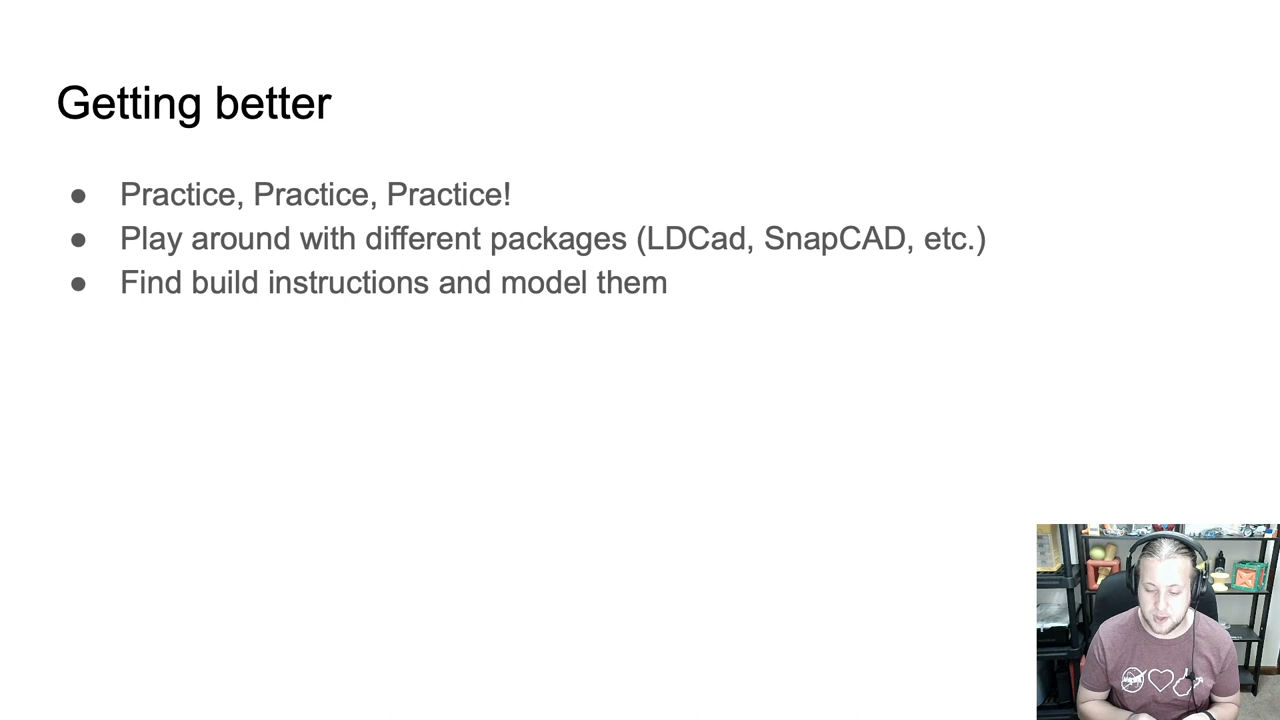 Getting better
● Practice, Practice, Practice!
● Play around with different packages (LDCad, SnapCAD, etc.)
● Find build instructions and model them